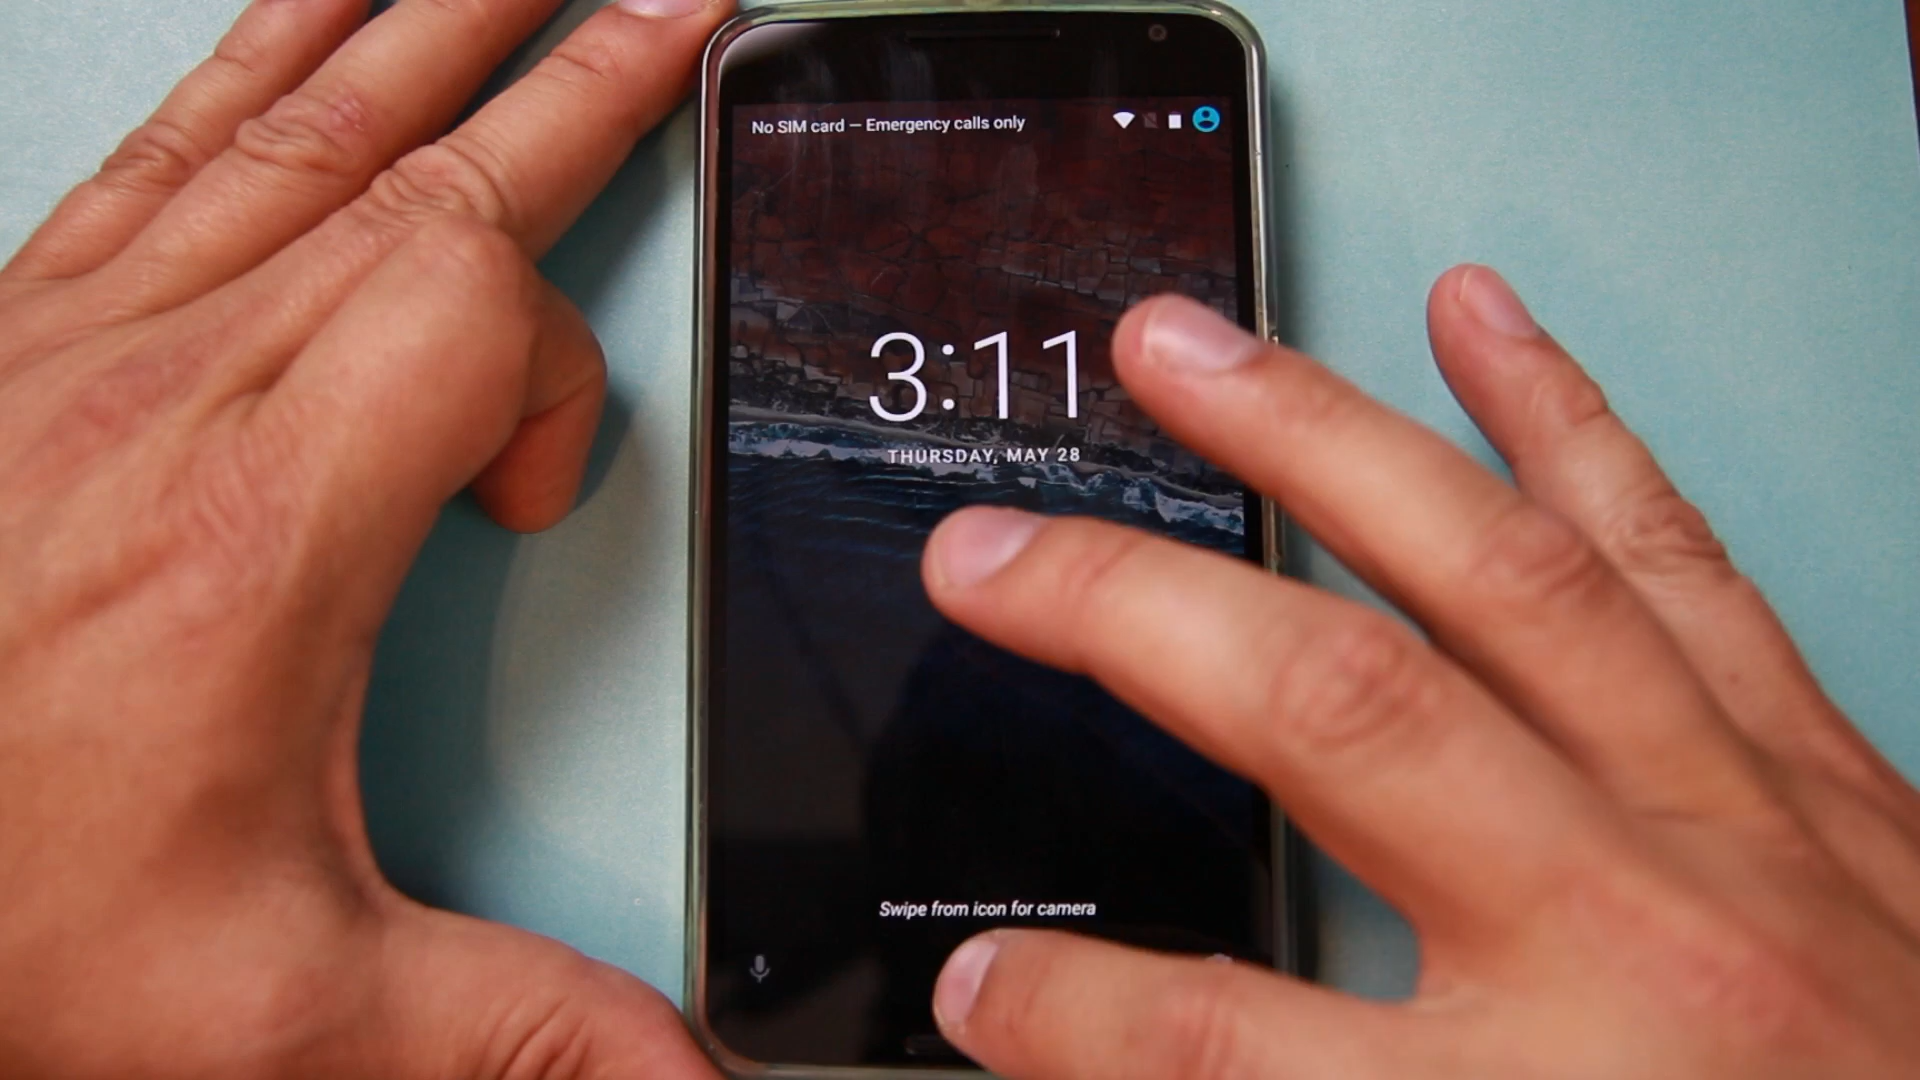 No SIM card — Emergency calls only
3:11
THURSDAY, MAY 28
Swipe from icon for camera